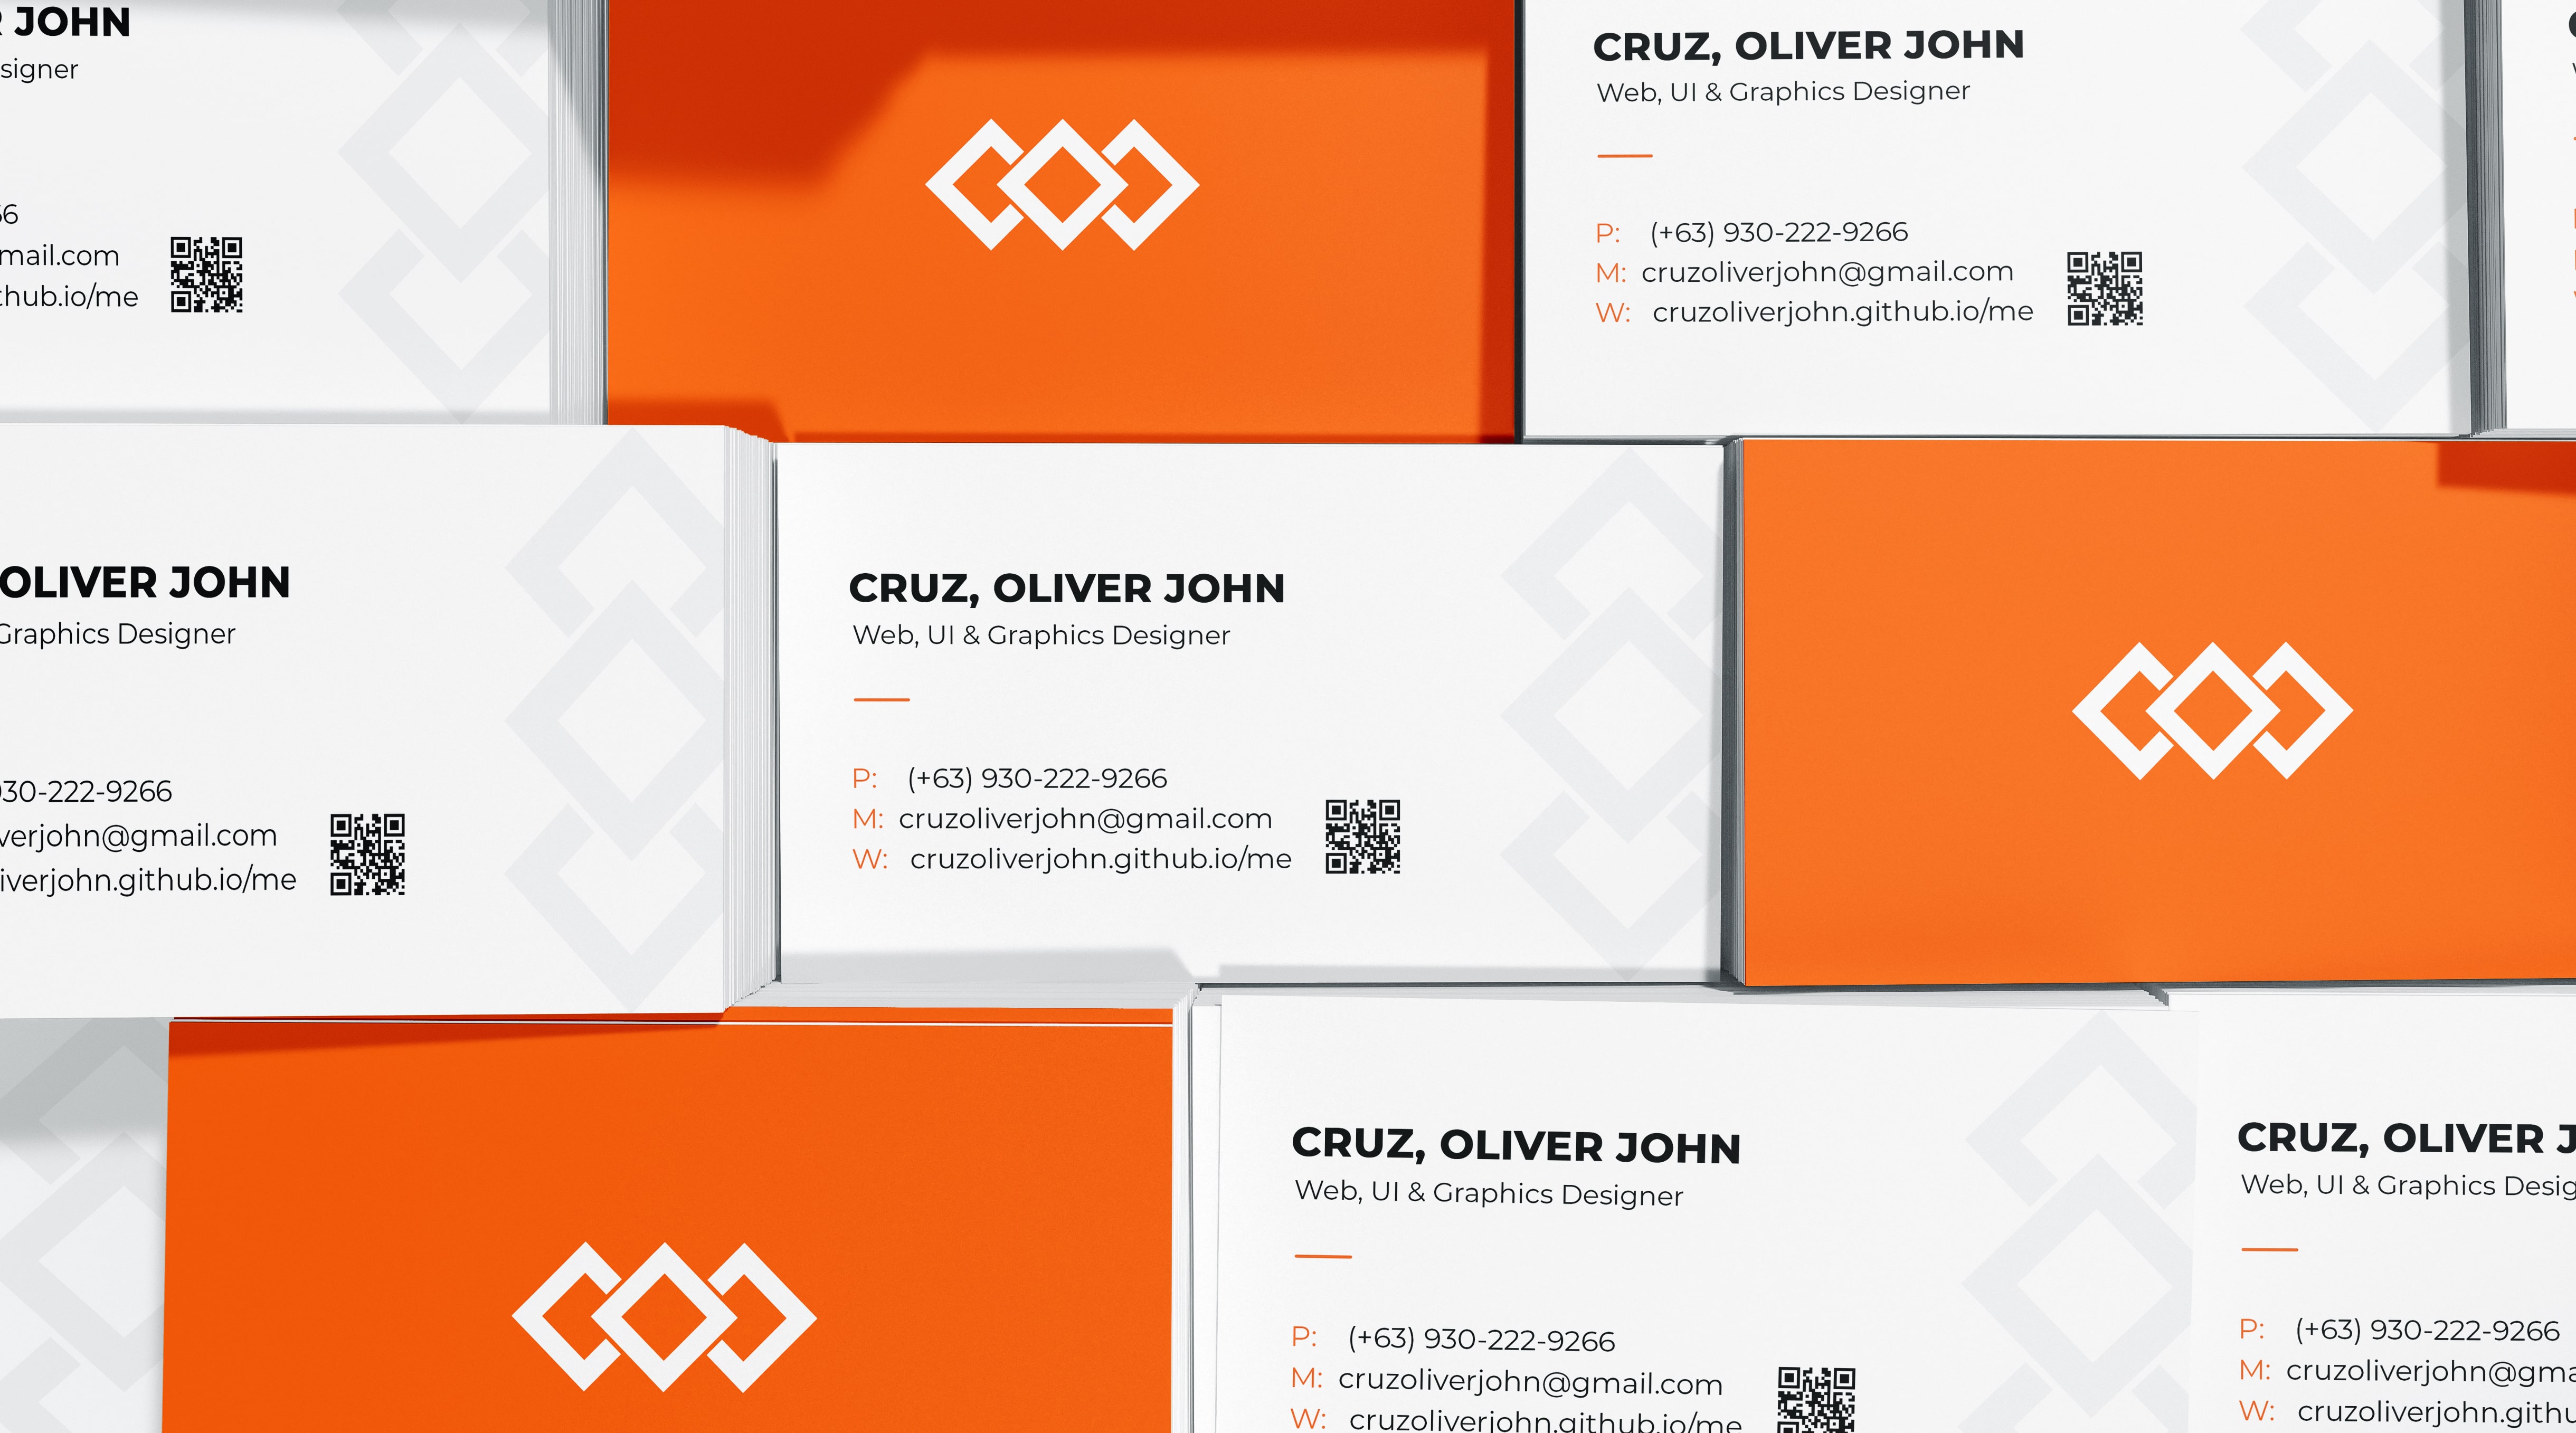 R JOHN
signer
66
mail.com
thub.io/me
CRUZ, OLIVER JOHN
Web, UI & Graphics Designer
P: (+63) 930-222-9266
M: cruzoliverjohn@gmail.com
W: cruzoliverjohn.github.io/me
OLIVER JOHN
Graphics Designer
930-222-9266
verjohn@gmail.com
iverjohn.github.io/me
CRUZ, OLIVER JOHN
Web, UI & Graphics Designer
P: (+63) 930-222-9266
M: cruzoliverjohn@gmail.com
W: cruzoliverjohn.github.io/me
CRUZ, OLIVER JOHN
Web, UI & Graphics Designer
P: (+63) 930-222-9266
M: cruzoliverjohn@gmail.com
W: cruzoliverjohn.github.io/me
CRUZ, OLIVER J
Web, UI & Graphics Desig
P: (+63) 930-222-9266
M: cruzoliverjohn@gma
W: cruzoliverjohn.githu